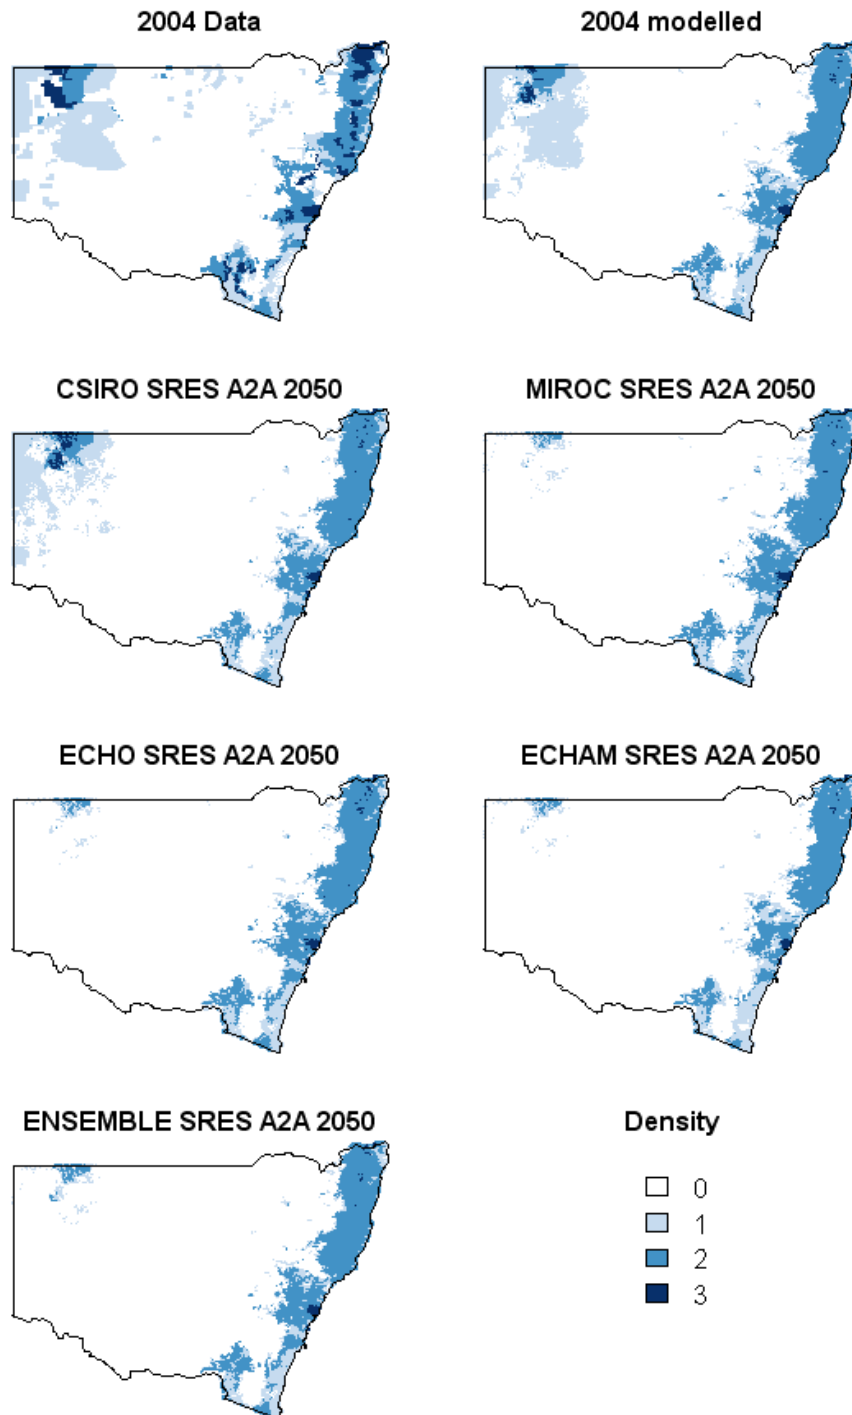 2004 Data
2004 modelled
CSIRO SRES A2A 2050
MIROC SRES A2A 2050
ECHO SRES A2A 2050
ECHAM SRES A2A 2050
ENSEMBLE SRES A2A 2050
Density
0
1
2
3